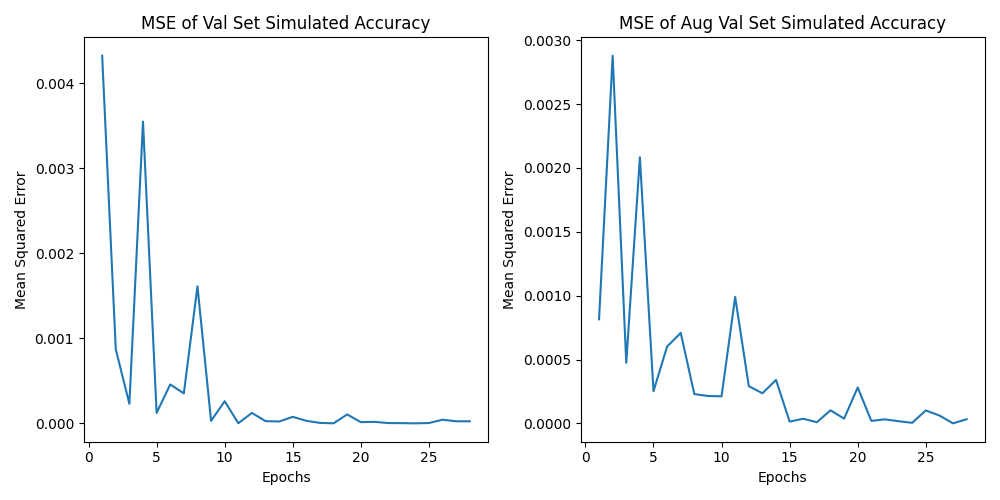 MSE of Val Set Simulated Accuracy
Mean Squared Error
0.004
0.003
0.002
0.001
0.000
0 5 10 15 20 25
Epochs
MSE of Aug Val Set Simulated Accuracy
Mean Squared Error
0.0030
0.0025
0.0020
0.0015
0.0010
0.0005
0.0000
0 5 10 15 20 25
Epochs